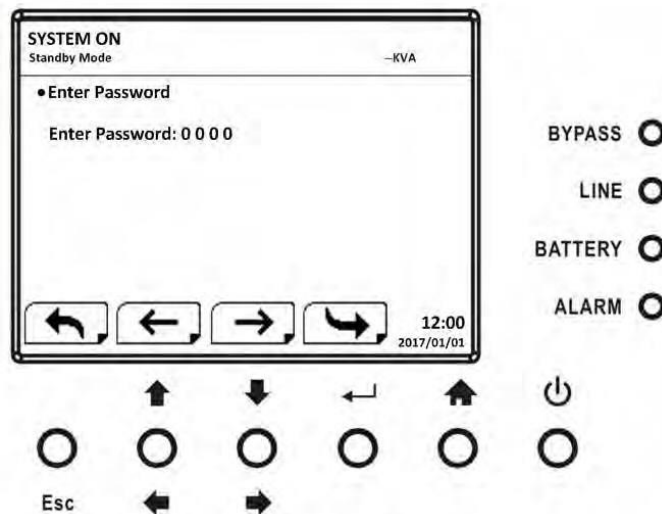 SYSTEM ON
Standby Mode
–KVA
•Enter Password
Enter Password: 0 0 0 0
12:00
2017/01/01
BYPASS
LINE
BATTERY
ALARM
Esc